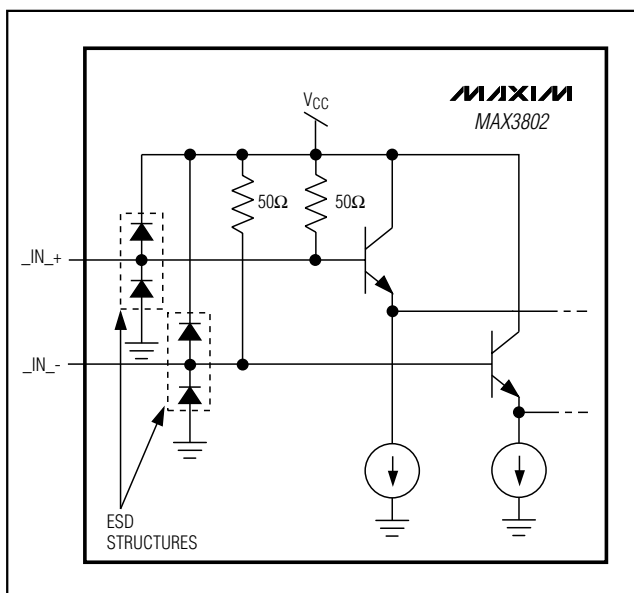 MAXIM
MAX3802
VCC
50Ω
50Ω
_IN_+
_IN_-
ESD
STRUCTURES